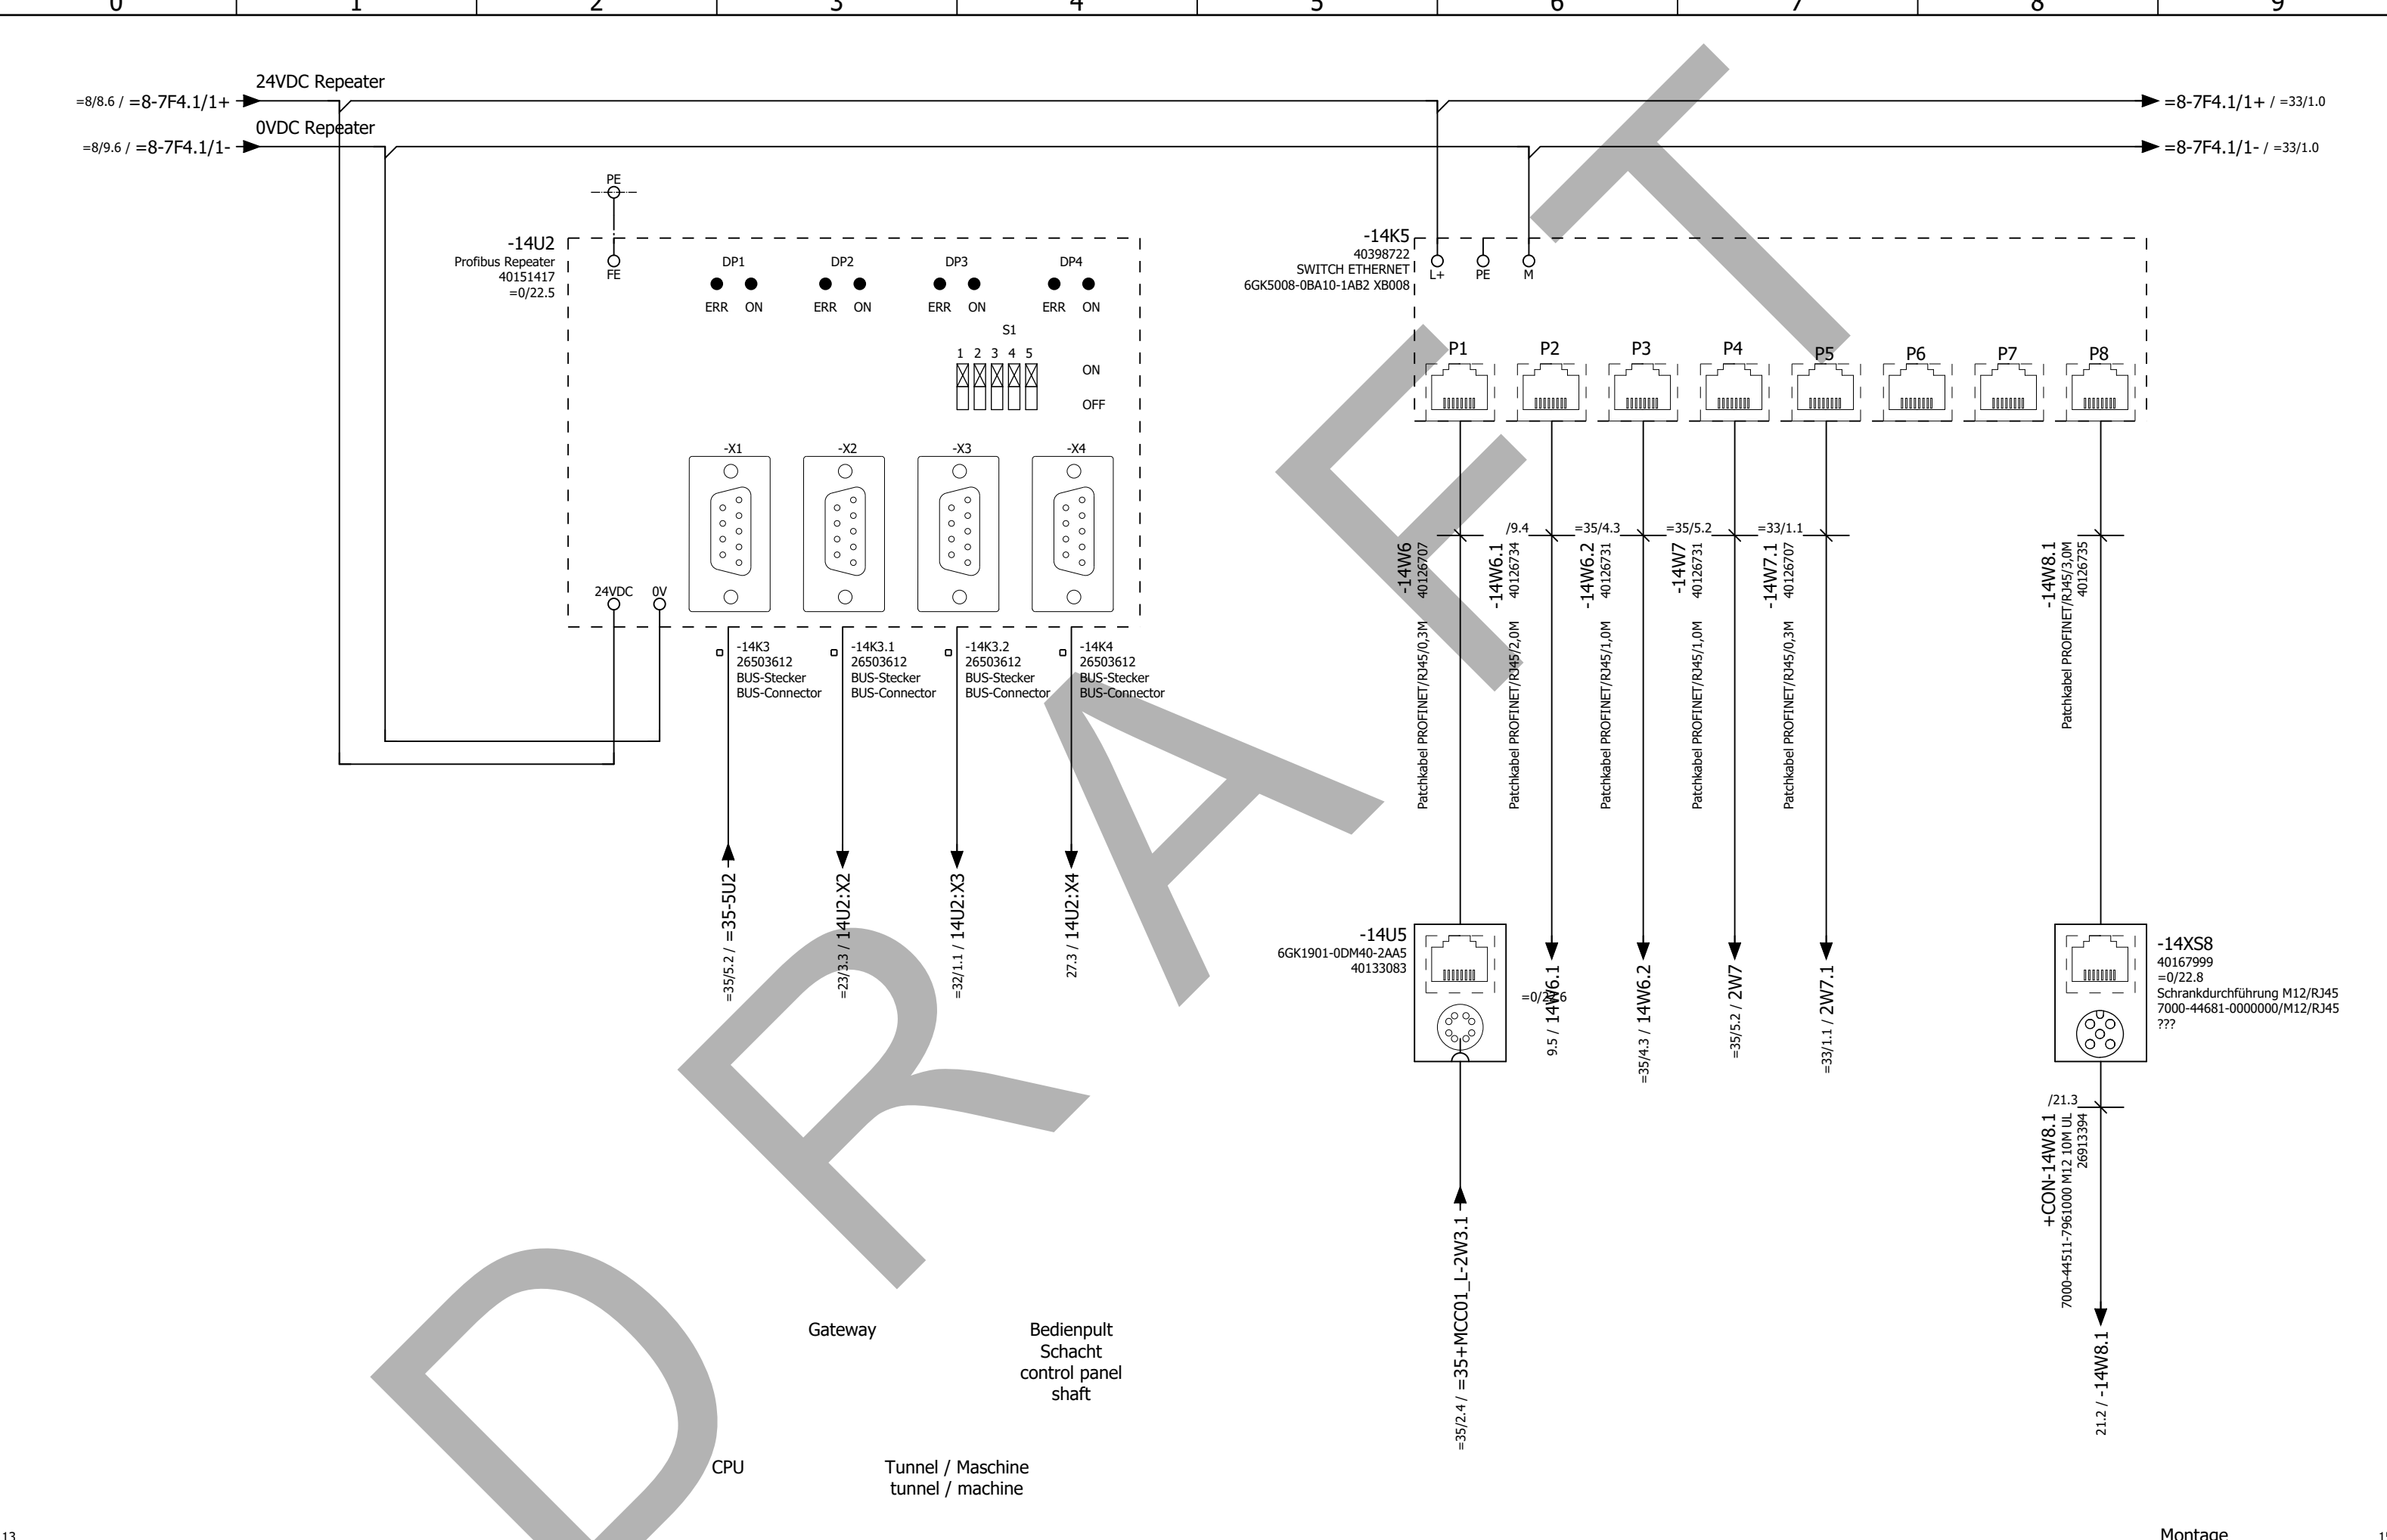 0 1 2 3 4 5 6 7 8 9
24VDC Repeater
=8/8.6 / =8-7F4.1/1+
=8-7F4.1/1+ / =33/1.0
0VDC Repeater
=8/9.6 / =8-7F4.1/1-
=8-7F4.1/1- / =33/1.0
PE
-14U2
Profibus Repeater
40151417
=0/22.5
FE
DP1 DP2 DP3 DP4
ERR ON ERR ON ERR ON ERR ON
S1
1 2 3 4 5
ON
OFF
-X1 -X2 -X3 -X4
24VDC 0V
-14K3
26503612
BUS-Stecker
BUS-Connector
-14K3.1
26503612
BUS-Stecker
BUS-Connector
-14K3.2
26503612
BUS-Stecker
BUS-Connector
-14K4
26503612
BUS-Stecker
BUS-Connector
=35/5.2 / =35-5U2
=23/3.3 / 14U2:X2
=32/1.1 / 14U2:X3
27.3 / 14U2:X4
-14K5
40398722
SWITCH ETHERNET
6GK5008-0BA10-1AB2 XB008
L+ PE M
P1 P2 P3 P4 P5 P6 P7 P8
/9.4 =35/4.3 =35/5.2 =33/1.1
-14W6
40126707
Patchkabel PROFINET/RJ45/0,3M
-14W6.1
40126734
Patchkabel PROFINET/RJ45/2,0M
-14W6.2
40126731
Patchkabel PROFINET/RJ45/1,0M
-14W7
40126731
Patchkabel PROFINET/RJ45/1,0M
-14W7.1
40126707
Patchkabel PROFINET/RJ45/0,3M
-14W8.1
Patchkabel PROFINET/RJ45/3,0M
40126735
-14U5
6GK1901-0DM40-2AA5
40133083
=0/22.6
9.5 / 14W6.1
=35/4.3 / 14W6.2
=35/5.2 / 2W7
=33/1.1 / 2W7.1
-14XS8
40167999
=0/22.8
Schrankdurchführung M12/RJ45
7000-44681-0000000/M12/RJ45
???
/21.3
+CON-14W8.1
7000-44511-7961000 M12 10M UL
26913394
=35/2.4 / =35+MCC01_L-2W3.1
21.2 / -14W8.1
Gateway
Bedienpult
Schacht
control panel
shaft
CPU
Tunnel / Maschine
tunnel / machine
DRAFT
13
Montage